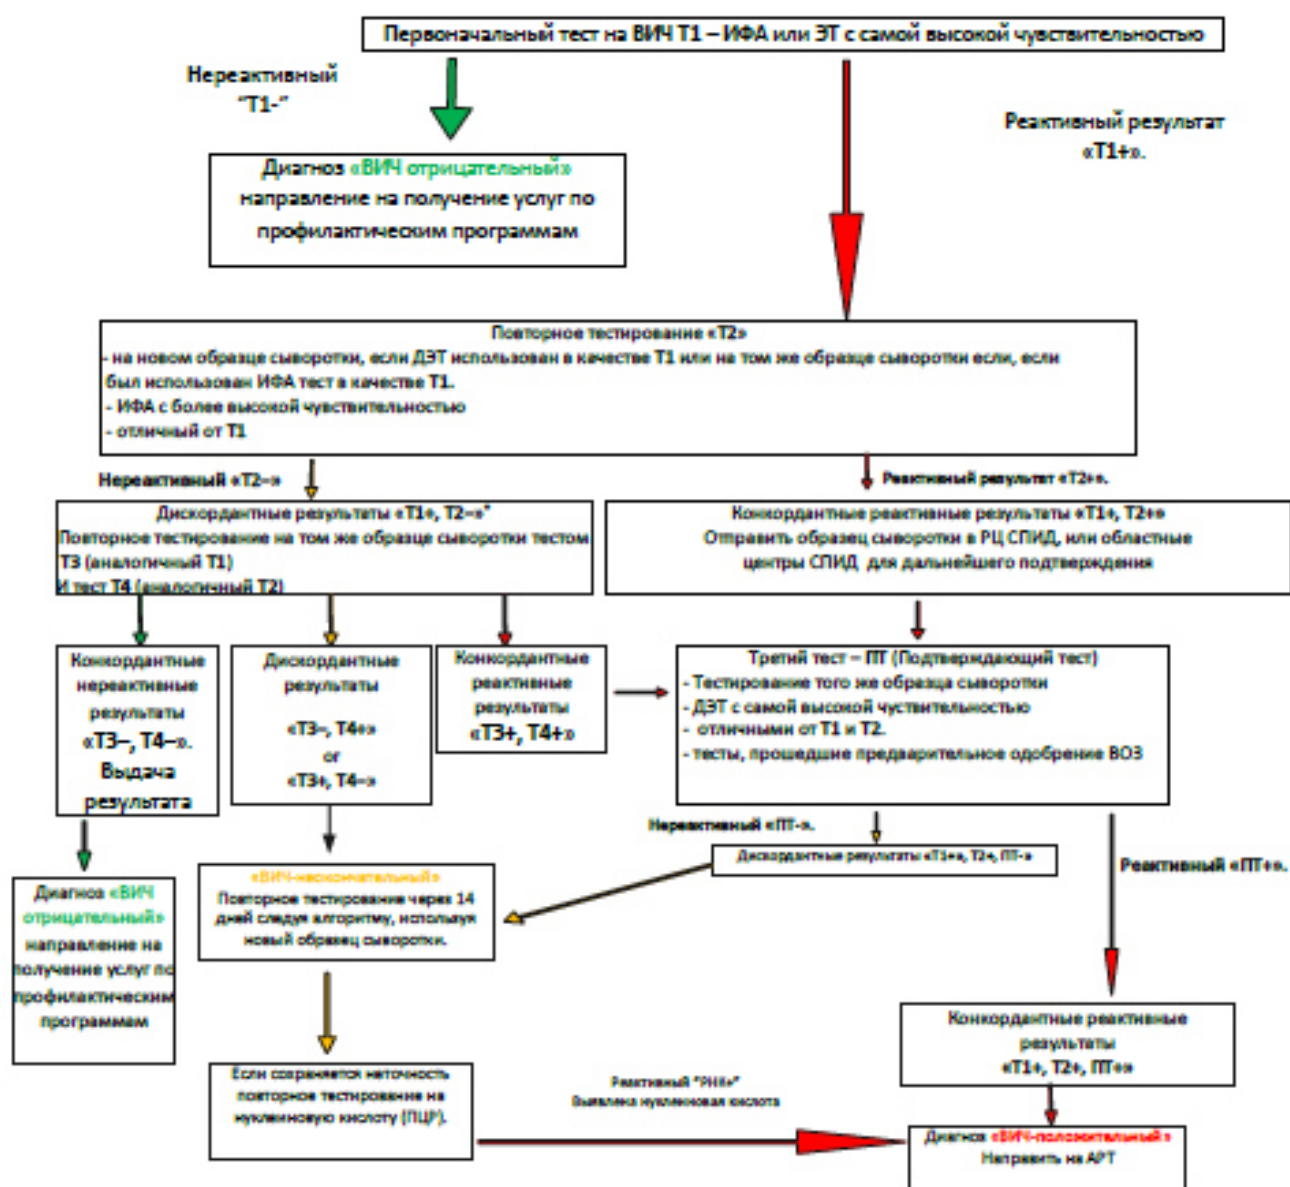 Первоначальный тест на ВИЧ Т1 – ИФА или ЭТ с самой высокой чувствительностью
Нереактивный
"Т1-"
Реактивный результат
«Т1+».
Диагноз «ВИЧ отрицательный»
направление на получение услуг по
профилактическим программам
Повторное тестирование «Т2»
- на новом образце сыворотки, если ДЭТ использован в качестве Т1 или на том же образце сыворотки если, если
был использован ИФА тест в качестве Т1.
- ИФА с более высокой чувствительностью
- отличный от Т1
Нереактивный «Т2–»
Реактивный результат «Т2+».
Дискордантные результаты «Т1+, Т2–»*
Повторное тестирование на том же образце сыворотки тестом
Т3 (аналогичный Т1)
И тест Т4 (аналогичный Т2)
Конкордантные реактивные результаты «Т1+, Т2+»
Отправить образец сыворотки в РЦ СПИД, или областные
центры СПИД для дальнейшего подтверждения
Конкордантные
нереактивные
результаты
«Т3–, Т4–».
Выдача
результата
Дискордантные
результаты
«Т3–, Т4+»
or
«Т3+, Т4–»
Конкордантные
реактивные
результаты
«Т3+, Т4+»
Третий тест – ПТ (Подтверждающий тест)
- Тестирование того же образца сыворотки
- ДЭТ с самой высокой чуствительностью
- отличными от Т1 и Т2.
- тесты, прошедшие предварительное одобрение ВОЗ
Нереактивный «ПТ-».
Дискордантные результаты «Т1+», Т2+, ПТ-»
Реактивный «ПТ+».
Диагноз «ВИЧ
отрицательный»
направление на
получение услуг по
профилактическим
программам
«ВИЧ-неокончательный»
Повторное тестирование через 14
дней следуя алгоритму, используя
новый образец сыворотки.
Конкордантные реактивные
результаты
«Т1+, Т2+, ПТ+»
Если сохраняется неточность
повторное тестирование на
нуклеиновую кислоту (ПЦР).
Реактивный "РНК+"
Выявлена нуклеиновая кислота
Диагноз «ВИЧ-положительный»
Направить на АРТ